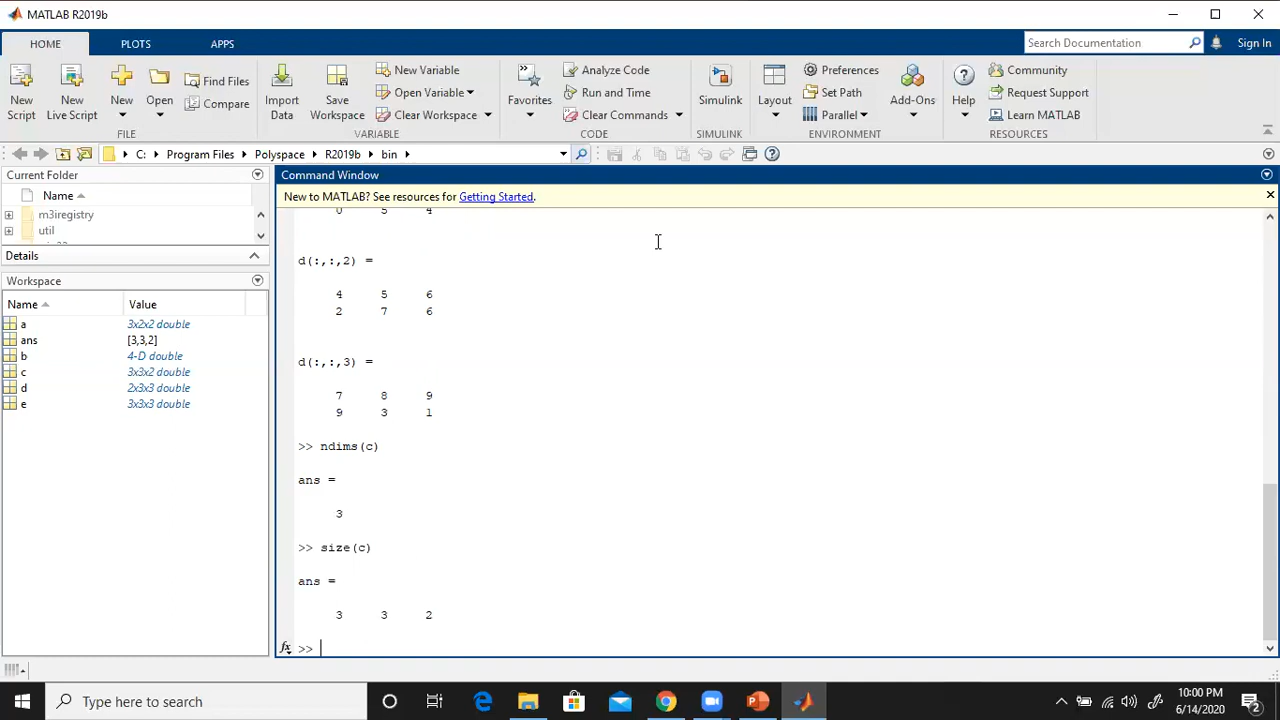 MATLAB R2019b
HOME PLOTS APPS
Search Documentation
Sign In
New Script
New Live Script
New
Open
Find Files
Compare
FILE
Import Data
Save Workspace
New Variable
Open Variable
Clear Workspace
VARIABLE
Favorites
Analyze Code
Run and Time
Clear Commands
CODE
Simulink
SIMULINK
Layout
Preferences
Set Path
Parallel
ENVIRONMENT
Add-Ons
Help
Community
Request Support
Learn MATLAB
RESOURCES
C: Program Files Polyspace R2019b bin
Current Folder
Name
m3iregistry
util
Details
Workspace
Name Value
a 3x2x2 double
ans [3,3,2]
b 4-D double
c 3x3x2 double
d 2x3x3 double
e 3x3x3 double
Command Window
New to MATLAB? See resources for Getting Started.
0 5 4
d(:,:,2) =
4 5 6
2 7 6
d(:,:,3) =
7 8 9
9 3 1
>> ndims(c)
ans =
3
>> size(c)
ans =
3 3 2
fx >>
Type here to search
10:00 PM
6/14/2020
2